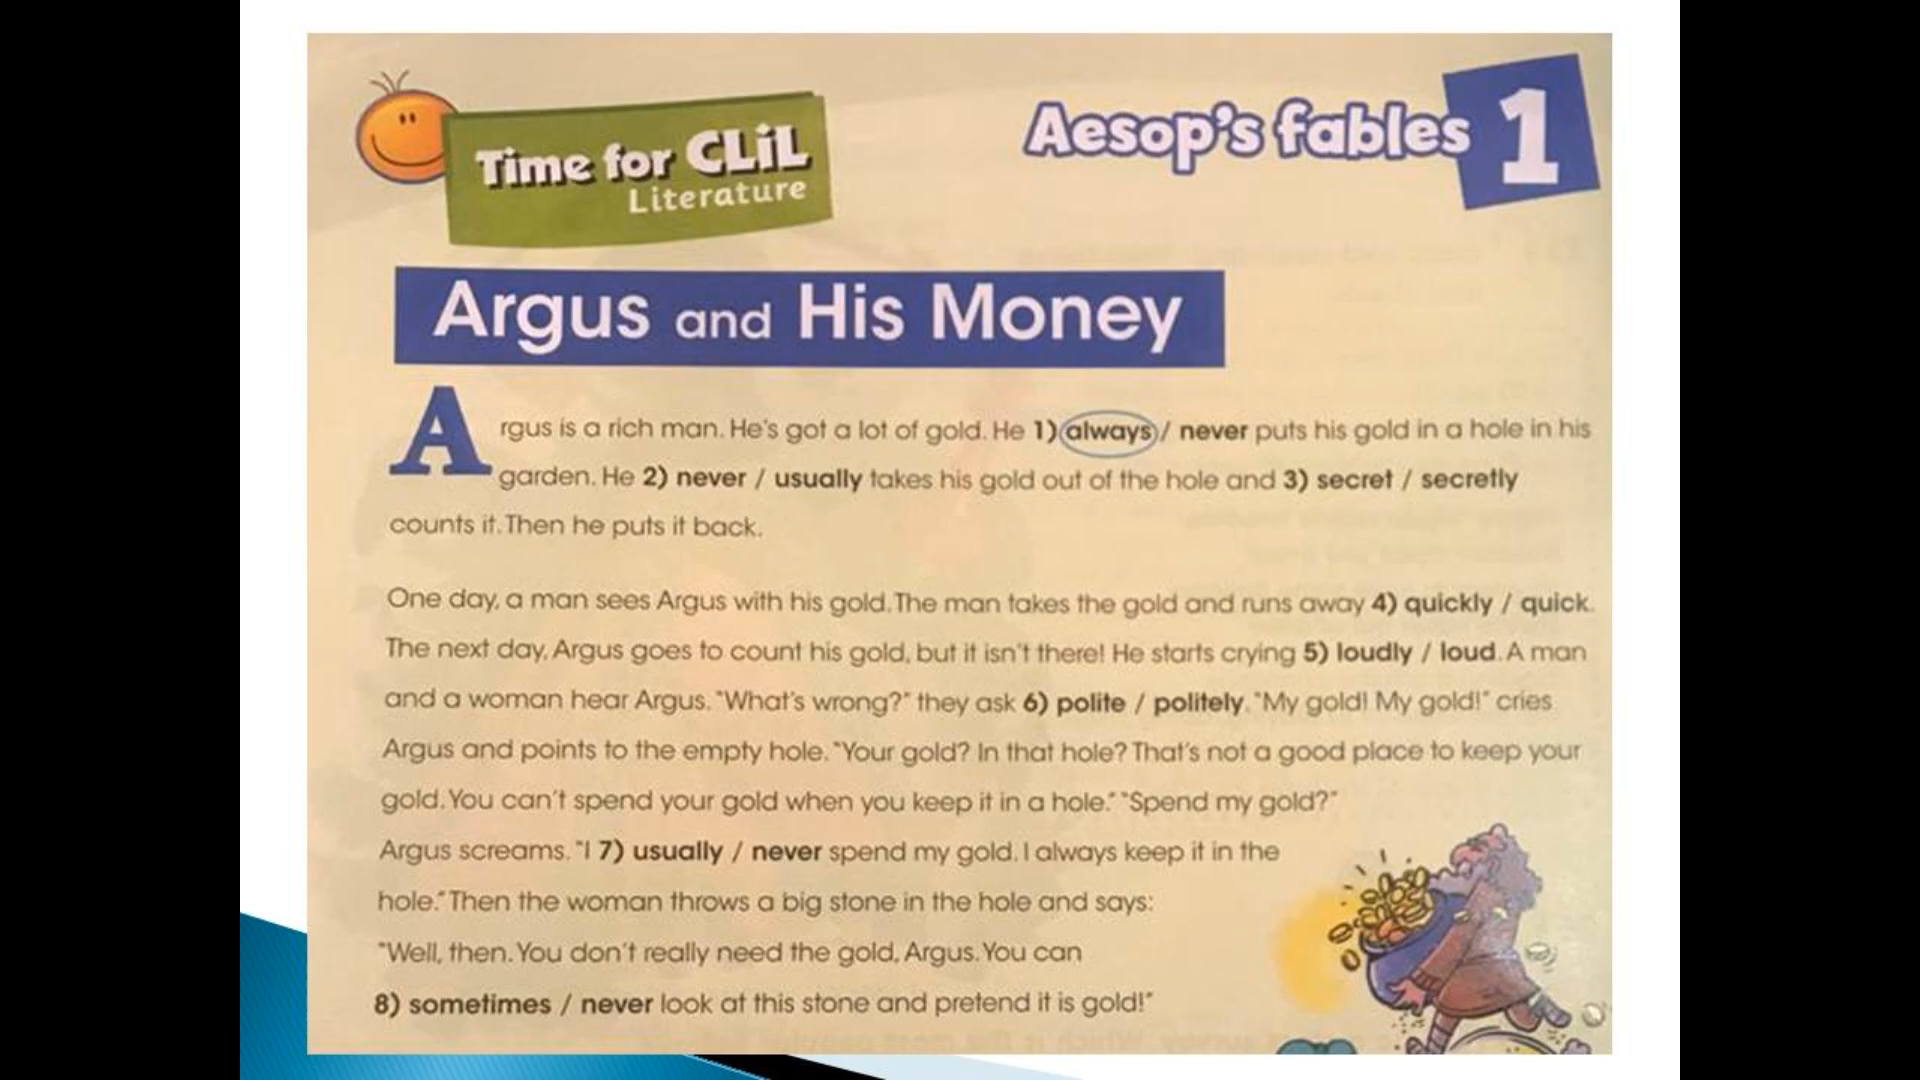 Time for CLiL
Literature
Aesop's fables 1
Argus and His Money
Argus is a rich man. He's got a lot of gold. He 1) always / never puts his gold in a hole in his
garden. He 2) never / usually takes his gold out of the hole and 3) secret / secretly
counts it. Then he puts it back.
One day, a man sees Argus with his gold. The man takes the gold and runs away 4) quickly / quick.
The next day, Argus goes to count his gold, but it isn't there! He starts crying 5) loudly / loud. A man
and a woman hear Argus. "What's wrong?" they ask 6) polite / politely. "My gold! My gold!" cries
Argus and points to the empty hole. "Your gold? In that hole? That's not a good place to keep your
gold. You can't spend your gold when you keep it in a hole." "Spend my gold?"
Argus screams. "I 7) usually / never spend my gold. I always keep it in the
hole." Then the woman throws a big stone in the hole and says:
"Well, then. You don't really need the gold, Argus. You can
8) sometimes / never look at this stone and pretend it is gold!"